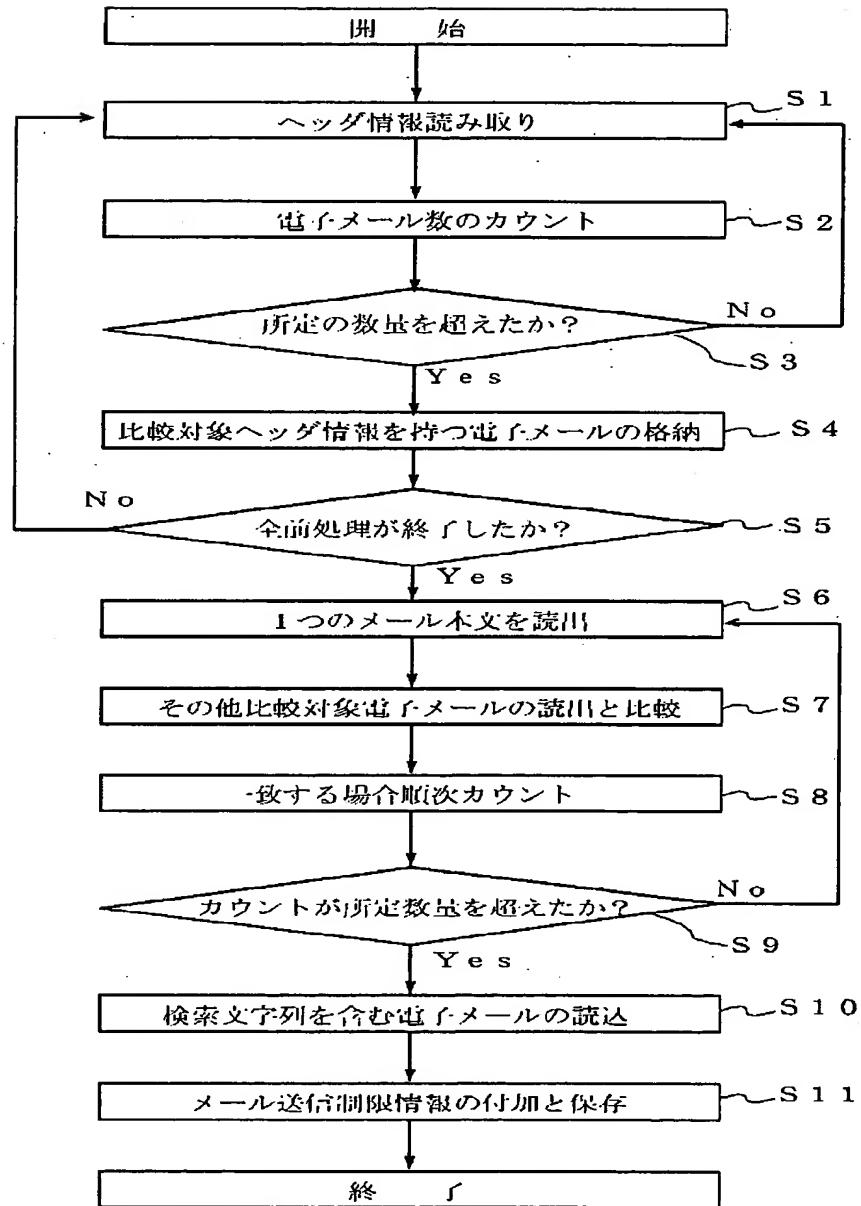 開 始
S1
ヘッダ情報読み取り
電子メール数のカウント
S2
所定の数量を超えたか?
No
S3
Yes
比較対象ヘッダ情報を持つ電子メールの格納
S4
No
全前処理が終了したか?
S5
Yes
S6
1つのメール本文を読出
その他比較対象電子メールの読出と比較
S7
一致する場合順次カウント
S8
カウントが所定数量を超えたか?
No
S9
Yes
検索文字列を含む電子メールの読込
S10
メール送信制限情報の付加と保存
S11
終 了